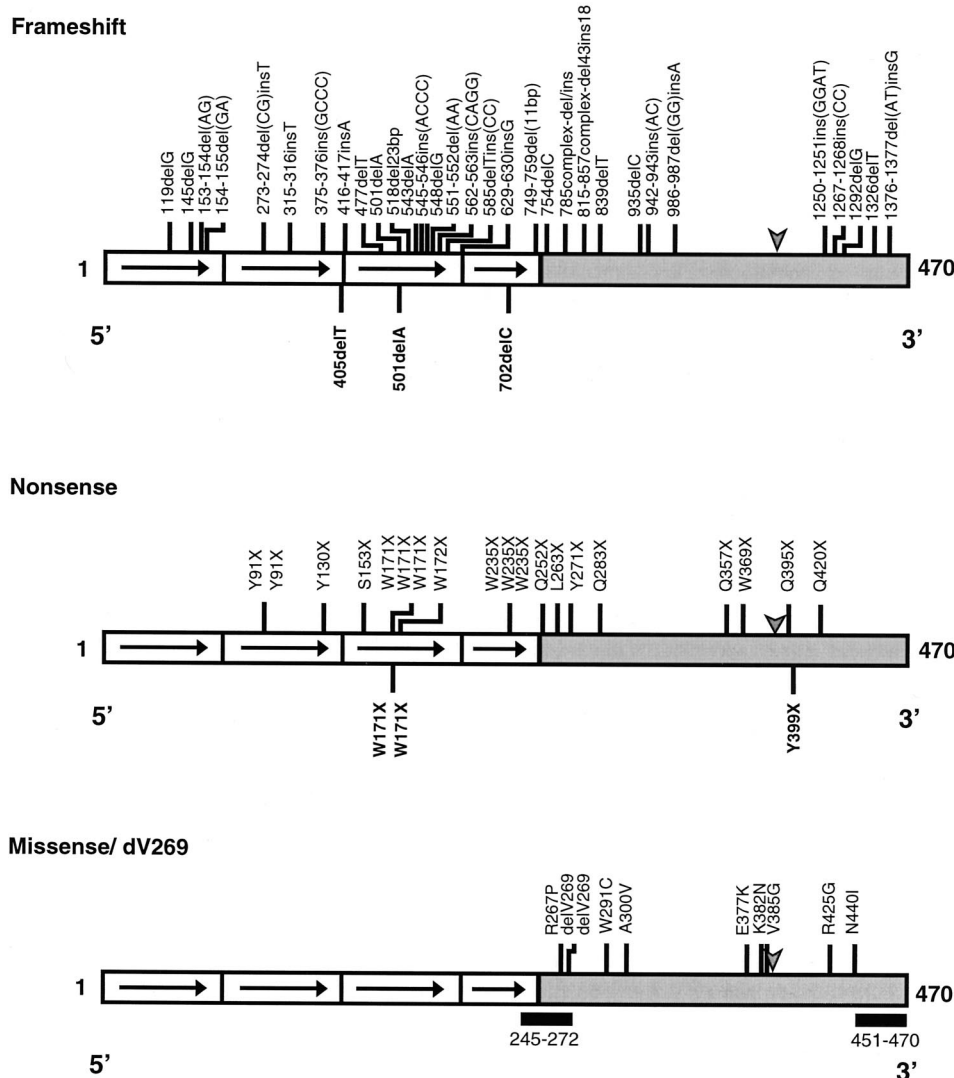 Frameshift
119delG
145delG
153-154del(AG)
154-155del(GA)
273-274del(CG)insT
315-316insT
375-376ins(GCCC)
416-417insA
477delT
501delA
518del23bp
543delA
545-546ins(ACCC)
548delG
551-552del(AA)
562-563ins(CAGG)
585delTins(CC)
629-630insG
749-759del(11bp)
754delC
785complex-del/ins
815-857complex-del43ins18
839delT
935delC
942-943ins(AC)
986-987del(GG)insA
1250-1251ins(GGAT)
1267-1268ins(CC)
1292delG
1326delT
1376-1377del(AT)insG
1
470
5’
3’
405delT
501delA
702delC
Nonsense
Y91X
Y91X
Y130X
S153X
W171X
W171X
W171X
W172X
W235X
W235X
W235X
Q252X
L263X
Y271X
Q283X
Q357X
W369X
Q395X
Q420X
1
470
5’
3’
W171X
W171X
Y399X
Missense/ dV269
R267P
delV269
delV269
W291C
A300V
E377K
K382N
V385G
R425G
N440I
1
470
245-272
451-470
5’
3’